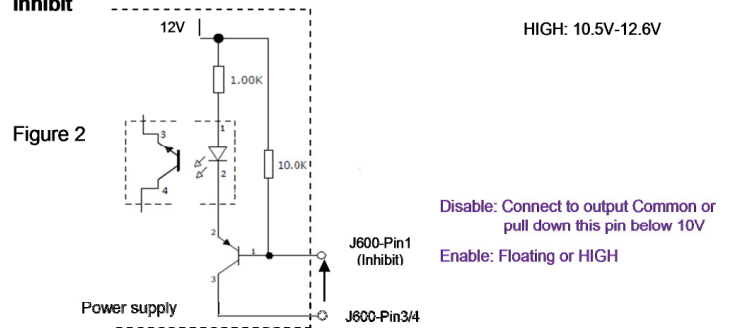 Inhibit
12V
HIGH: 10.5V-12.6V
1.00K
Figure 2
3
1
4
2
10.0K
Disable: Connect to output Common or
pull down this pin below 10V
2
1
J600-Pin1
(Inhibit)
Enable: Floating or HIGH
3
Power supply
J600-Pin3/4